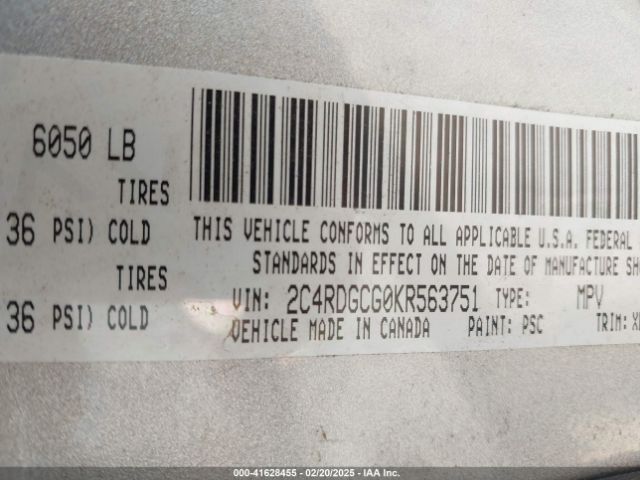 6050 LB
TIRES
36 PSI) COLD
TIRES
36 PSI) COLD
THIS VEHICLE CONFORMS TO ALL APPLICABLE U.S.A. FEDERAL
STANDARDS IN EFFECT ON THE DATE OF MANUFACTURE SH
VIN: 2C4RDGCG0KR563751 TYPE: MPV
VEHICLE MADE IN CANADA PAINT: PSC TRIM:
000-41628455 - 02/20/2025 - IAA Inc.